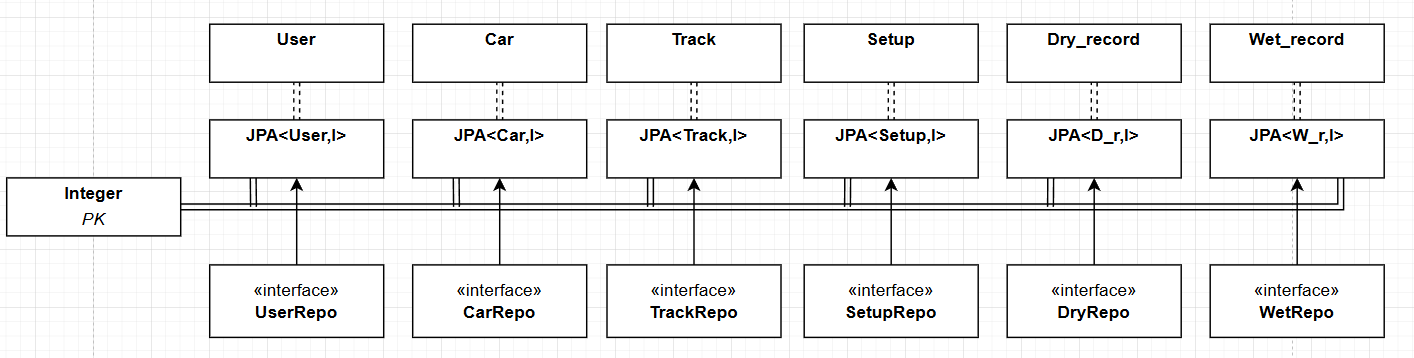 User
Car
Track
Setup
Dry_record
Wet_record
JPA<User,I>
JPA<Car,I>
JPA<Track,I>
JPA<Setup,I>
JPA<D_r,I>
JPA<W_r,I>
Integer
PK
«interface»
UserRepo
«interface»
CarRepo
«interface»
TrackRepo
«interface»
SetupRepo
«interface»
DryRepo
«interface»
WetRepo